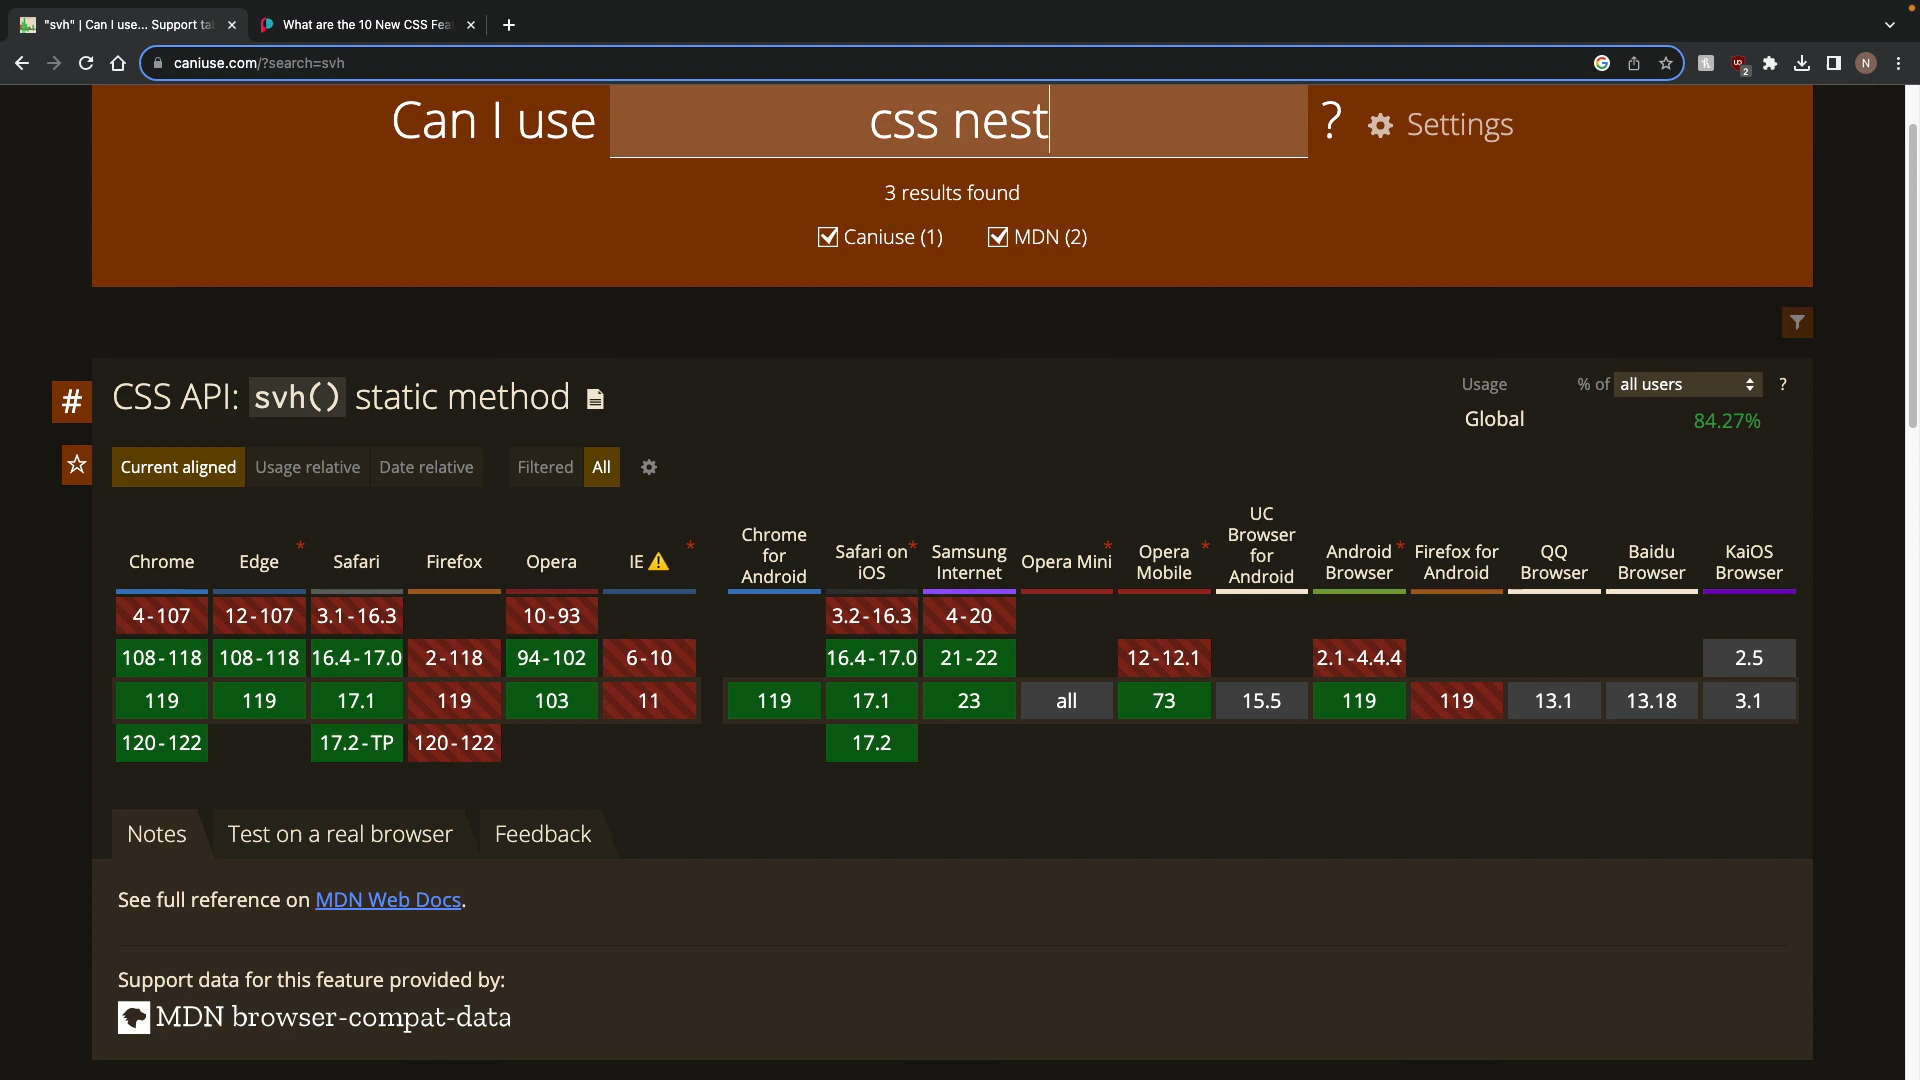 "svh" | Can I use... Support ta
What are the 10 New CSS Fea
caniuse.com/?search=svh
2
N
Can I use css nest ? Settings
3 results found
Caniuse (1) MDN (2)
# CSS API: svh() static method
Usage % of all users ?
Global 84.27%
Current aligned Usage relative Date relative Filtered All
Chrome Edge * Safari Firefox Opera IE * Chrome for Android Safari on iOS * Samsung Internet Opera Mini * Opera Mobile * UC Browser for Android Android Browser * Firefox for Android QQ Browser Baidu Browser KaiOS Browser
4-107 12-107 3.1-16.3 10-93 3.2-16.3 4-20
108-118 108-118 16.4-17.0 2-118 94-102 6-10 16.4-17.0 21-22 12-12.1 2.1-4.4.4 2.5
119 119 17.1 119 103 11 119 17.1 23 all 73 15.5 119 119 13.1 13.18 3.1
120-122 17.2-TP 120-122 17.2
Notes Test on a real browser Feedback
See full reference on MDN Web Docs.
Support data for this feature provided by:
MDN browser-compat-data